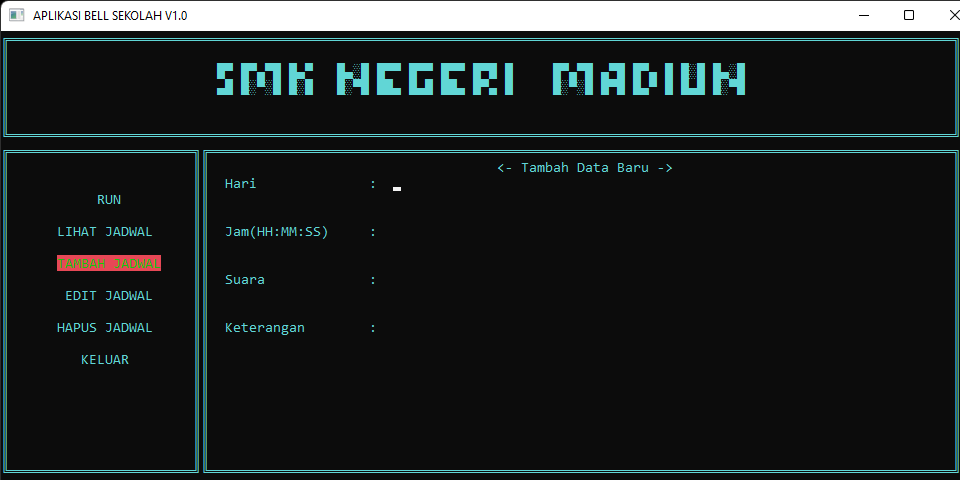 APLIKASI BELL SEKOLAH V1.0
SMK NEGERI MADIUN
RUN
LIHAT JADWAL
TAMBAH JADWAL
EDIT JADWAL
HAPUS JADWAL
KELUAR
<- Tambah Data Baru ->
Hari :
Jam(HH:MM:SS) :
Suara :
Keterangan :